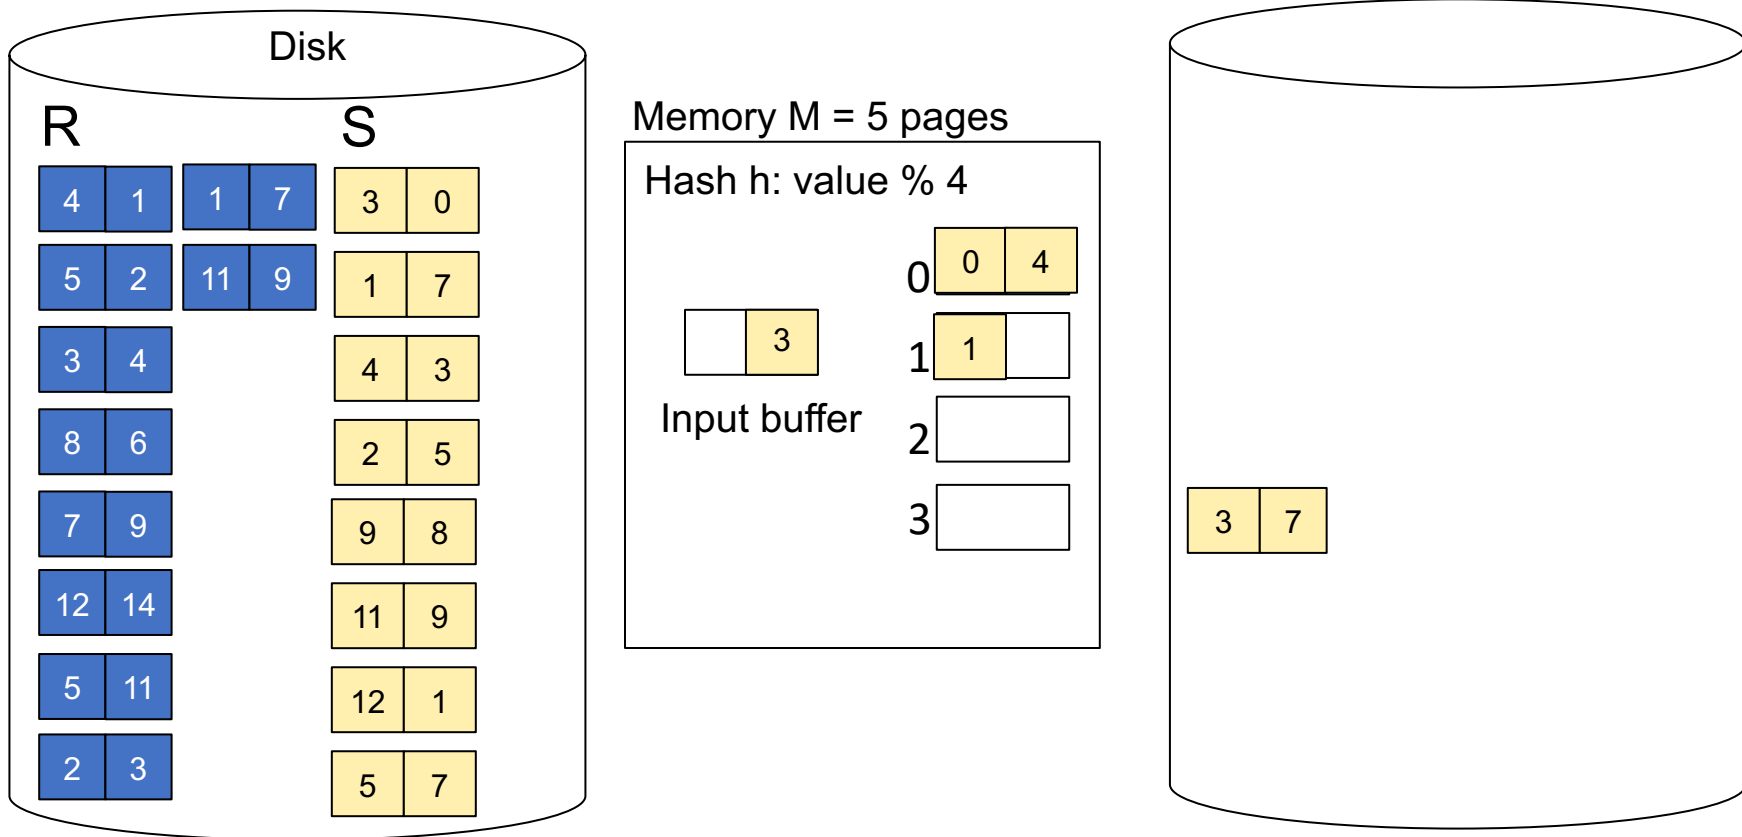 Disk
R S
Memory M = 5 pages
Hash h: value % 4
4 1 1 7 3 0
5 2 11 9 1 7
3 4 4 3
8 6 2 5
7 9 9 8
12 14 11 9
5 11 12 1
2 3 5 7
0 0 4
3
1 1
Input buffer
2
3
3 7